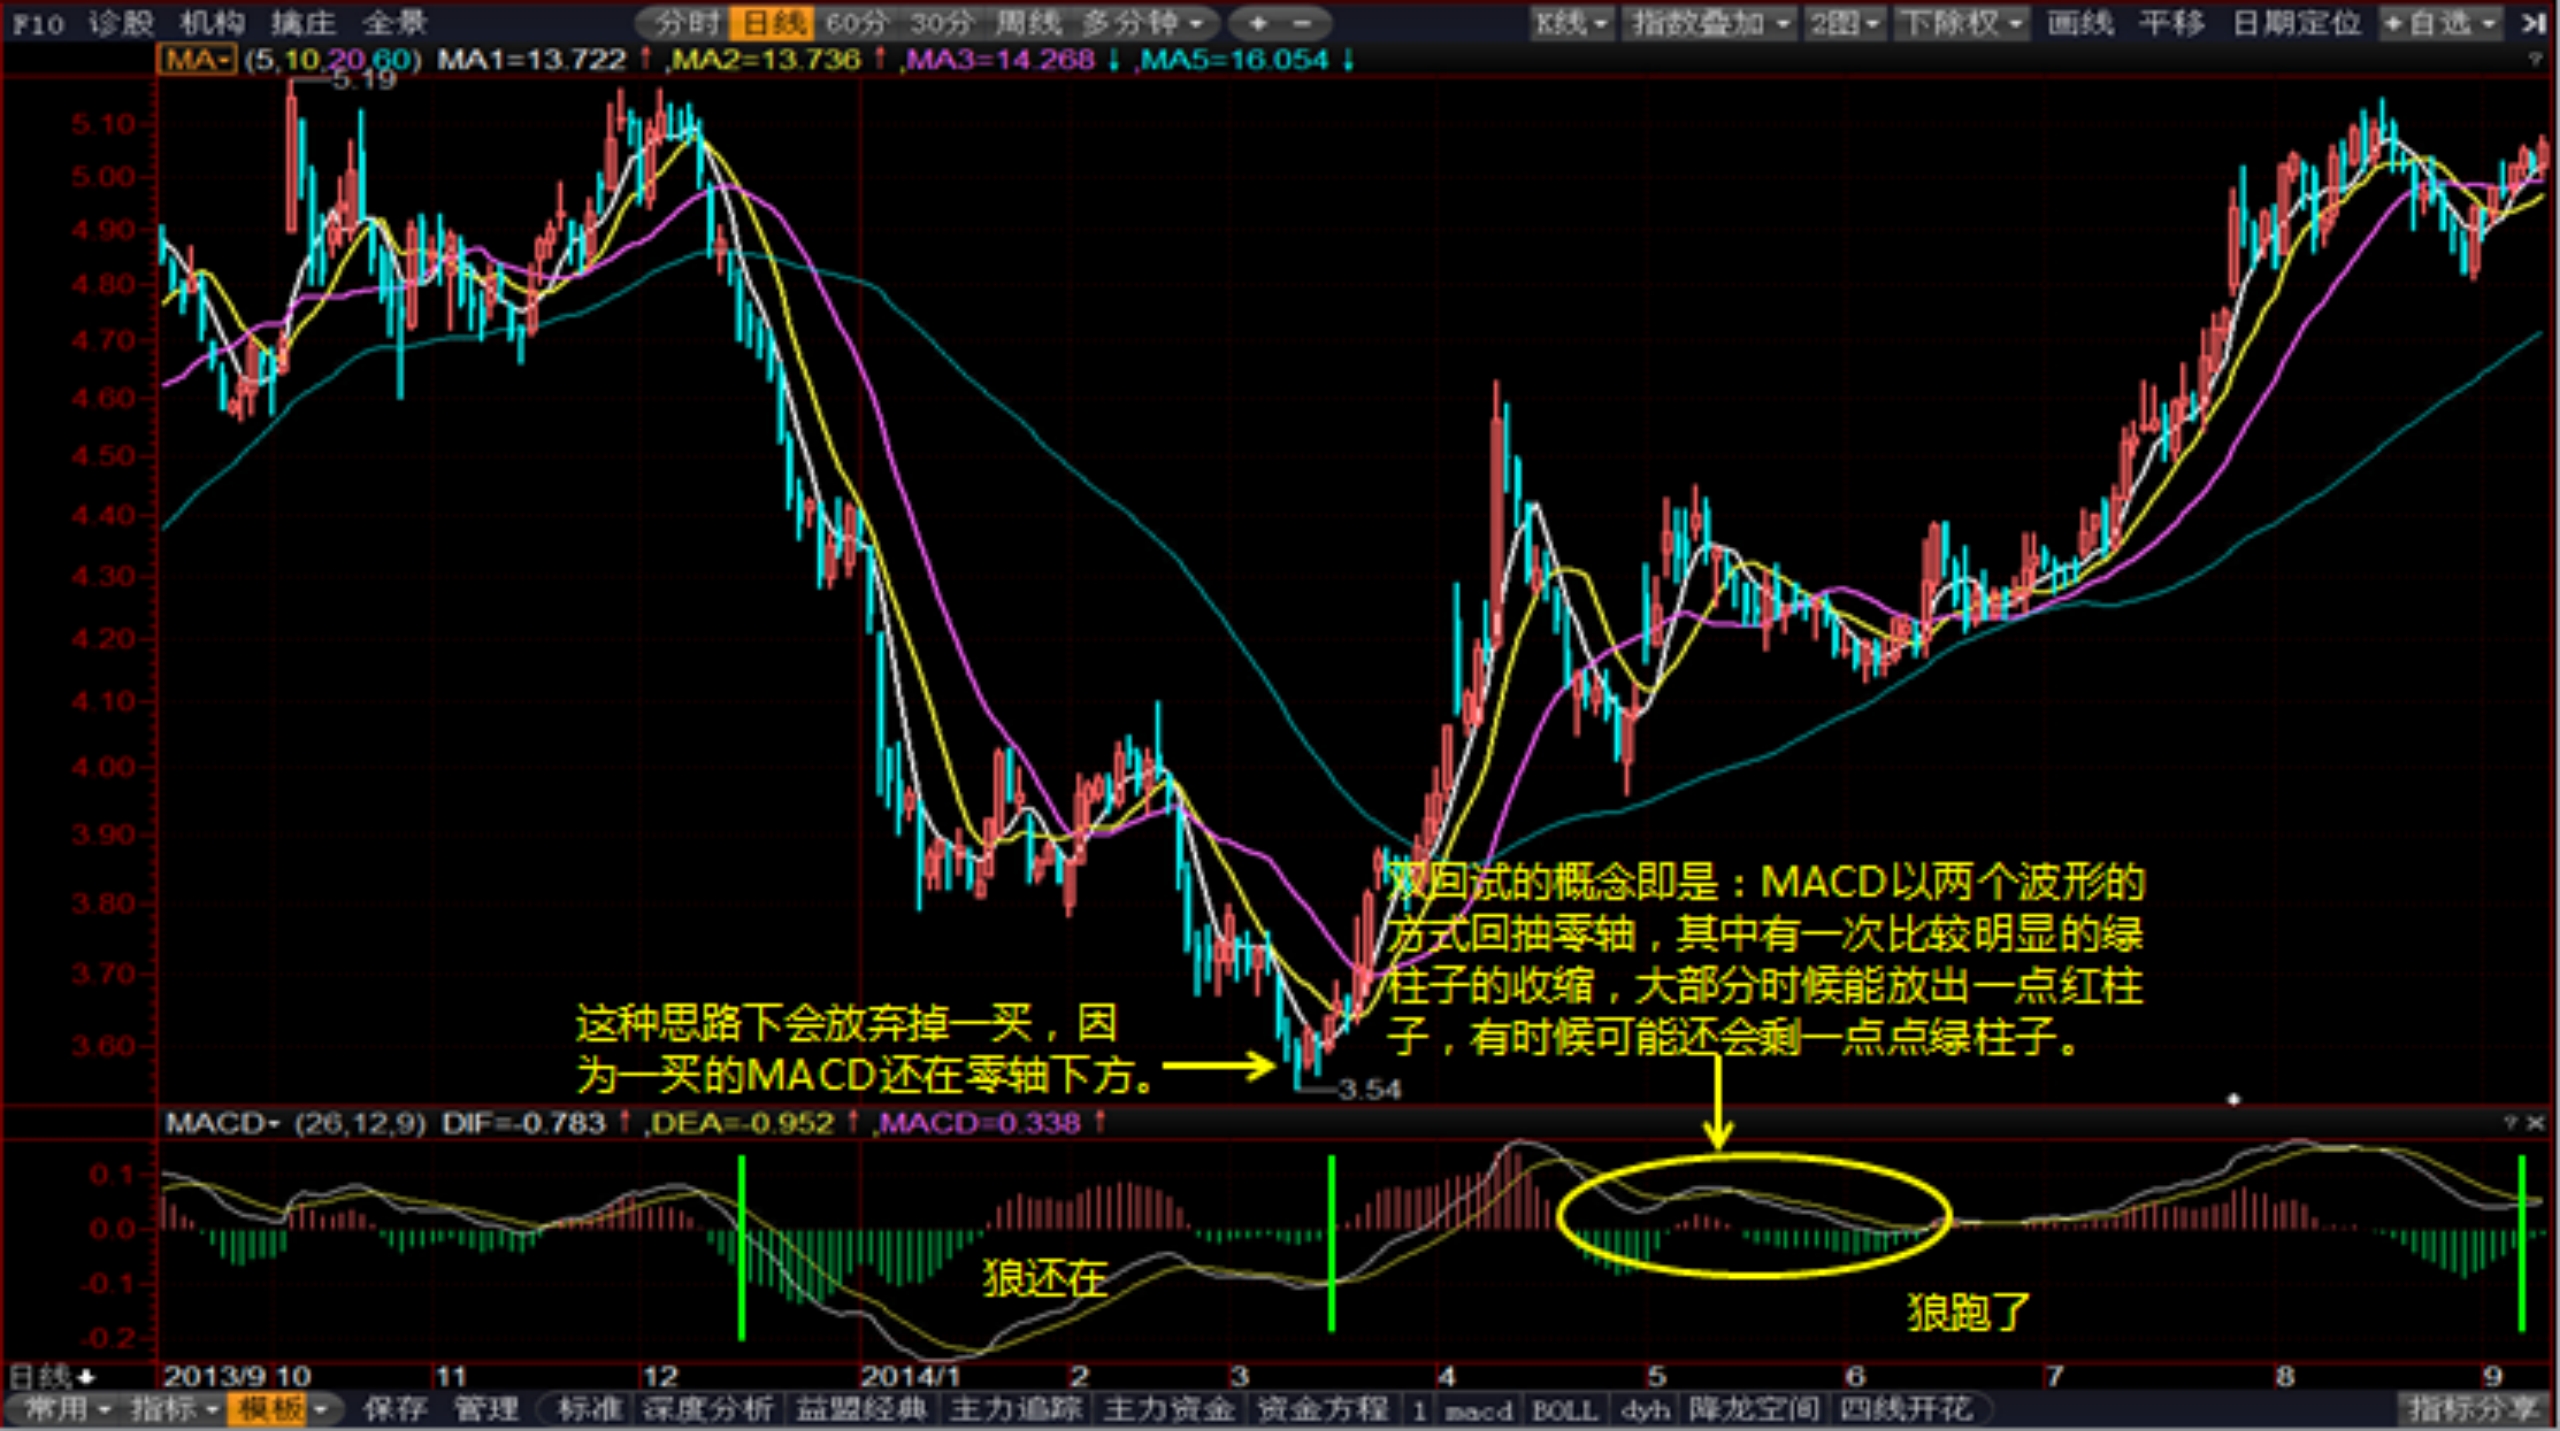 F10 诊股 机构 擒庄 全景 分时 日线 60分 30分 周线 多分钟 + - K线 指数叠加 2图 下除权 画线 平移 日期定位 +自选
MA (5,10,20,60) MA1=13.722↑,MA2=13.736↑,MA3=14.268↓,MA5=16.054↓ ?
5.19
5.10
5.00
4.90
4.80
4.70
4.60
4.50
4.40
4.30
4.20
4.10
4.00
3.90
3.80
3.70
3.60
双回试的概念即是：MACD以两个波形的
方式回抽零轴，其中有一次比较明显的绿
柱子的收缩，大部分时候能放出一点红柱
子，有时候可能还会剩一点点绿柱子。
这种思路下会放弃掉一买，因
为一买的MACD还在零轴下方。
3.54
MACD (26,12,9) DIF=-0.783↑,DEA=-0.952↑,MACD=0.338↑ ? ×
0.1
0.0
-0.1
-0.2
狼还在
狼跑了
日线 2013/9 10 11 12 2014/1 2 3 4 5 6 7 8 9
常用 指标 模板 保存 管理 标准 深度分析 益盟经典 主力追踪 主力资金 资金方程 1 macd BOLL dyh 降龙空间 四线开花 指标分享